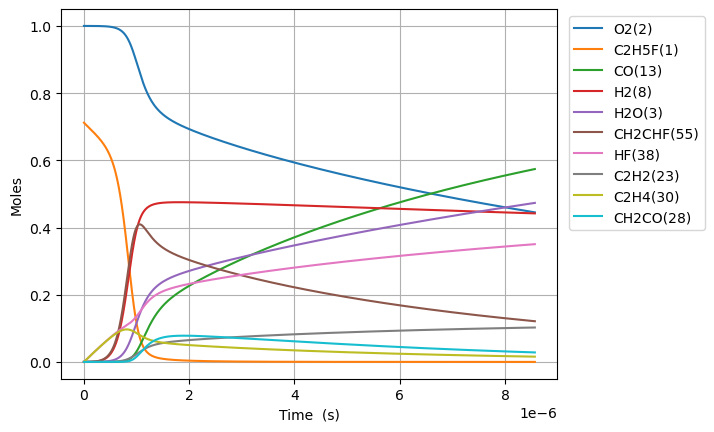 1.0
0.8
0.6
0.4
0.2
0.0
Moles
0
2
4
6
8
1e−6
Time  (s)
O2(2)
C2H5F(1)
CO(13)
H2(8)
H2O(3)
CH2CHF(55)
HF(38)
C2H2(23)
C2H4(30)
CH2CO(28)